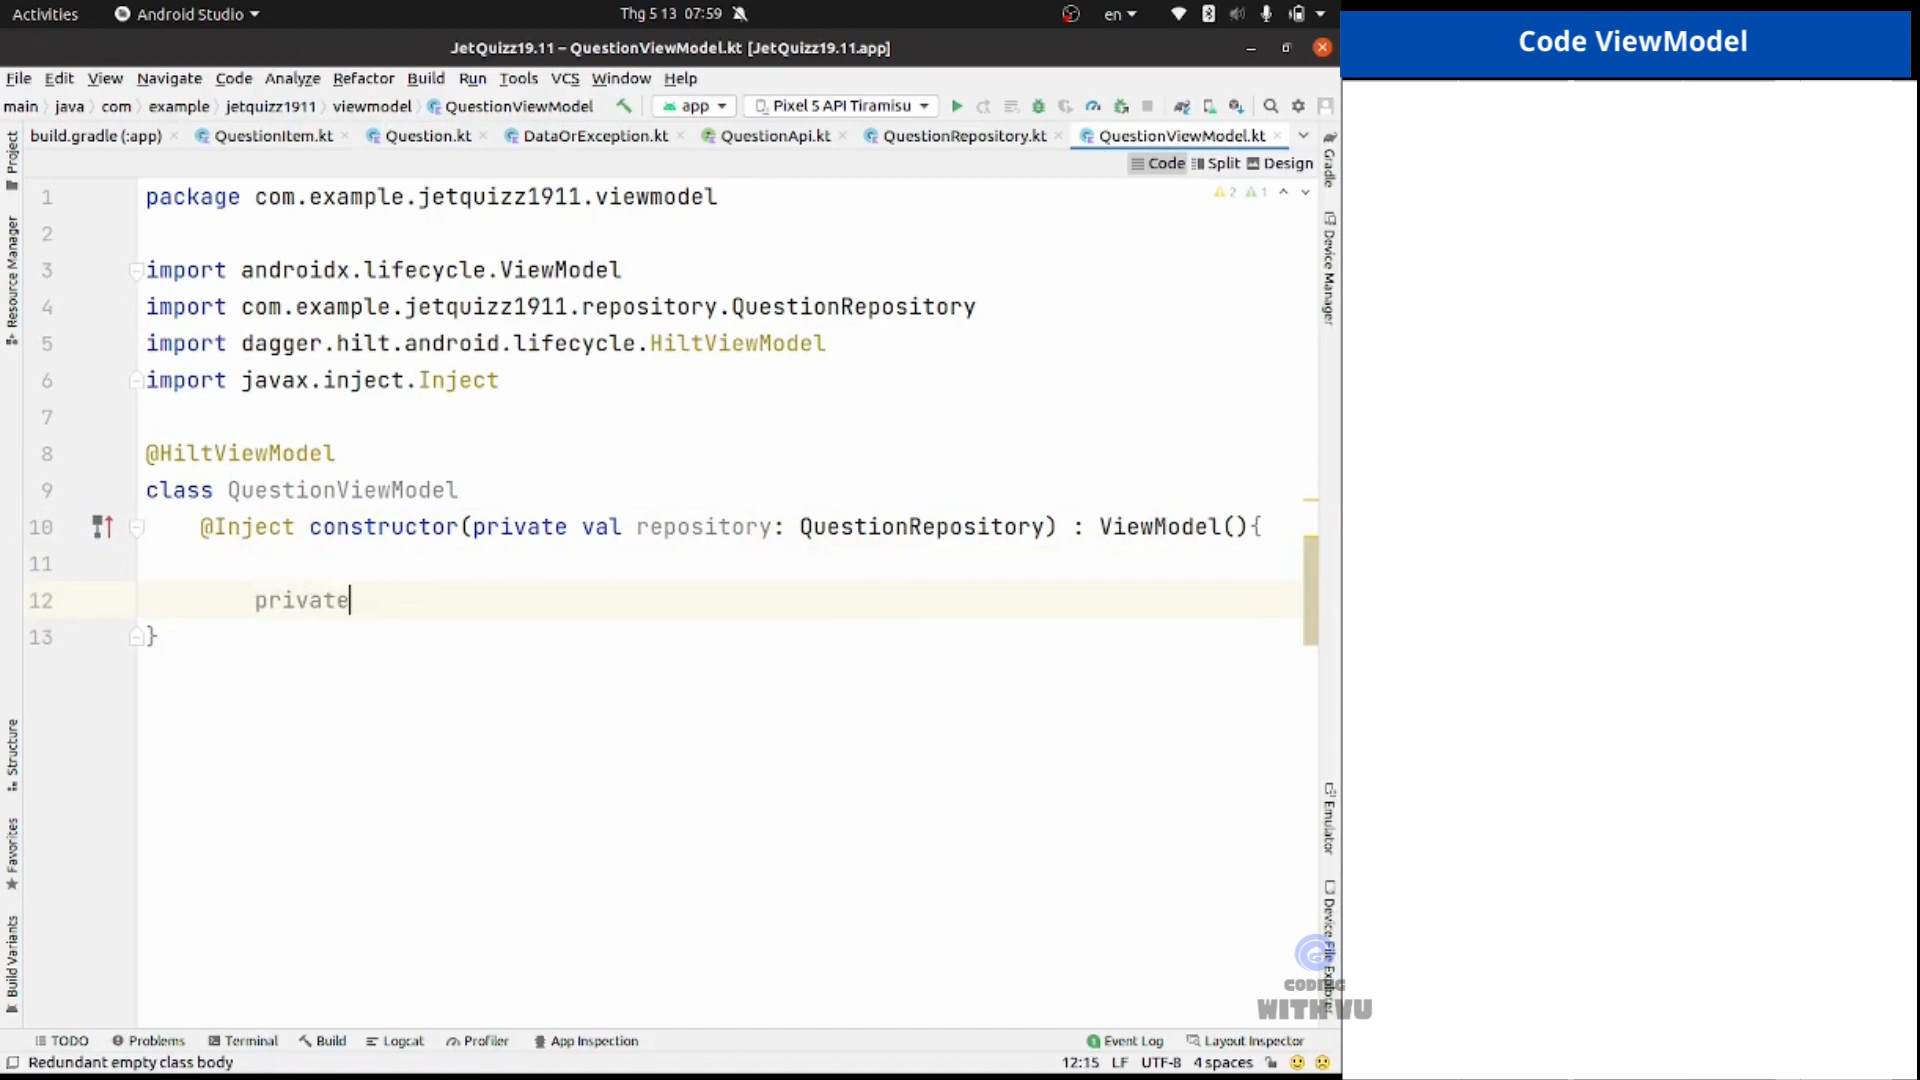 Activities
Android Studio
Thg 5 13 07:59
en
Code ViewModel
JetQuizz19.11 – QuestionViewModel.kt [JetQuizz19.11.app]
File Edit View Navigate Code Analyze Refactor Build Run Tools VCS Window Help
main java com example jetquizz1911 viewmodel QuestionViewModel app Pixel 5 API Tiramisu
build.gradle (:app) QuestionItem.kt Question.kt DataOrException.kt QuestionApi.kt QuestionRepository.kt QuestionViewModel.kt
Code Split Design
2 1
1 package com.example.jetquizz1911.viewmodel
2
3 import androidx.lifecycle.ViewModel
4 import com.example.jetquizz1911.repository.QuestionRepository
5 import dagger.hilt.android.lifecycle.HiltViewModel
6 import javax.inject.Inject
7
8 @HiltViewModel
9 class QuestionViewModel
10 @Inject constructor(private val repository: QuestionRepository) : ViewModel(){
11
12 private
13 }
Project
Resource Manager
Structure
Favorites
Build Variants
Gradle
Device Manager
Emulator
Device File Explorer
CODING
WITH VU
TODO Problems Terminal Build Logcat Profiler App Inspection Event Log Layout Inspector
Redundant empty class body 12:15 LF UTF-8 4 spaces